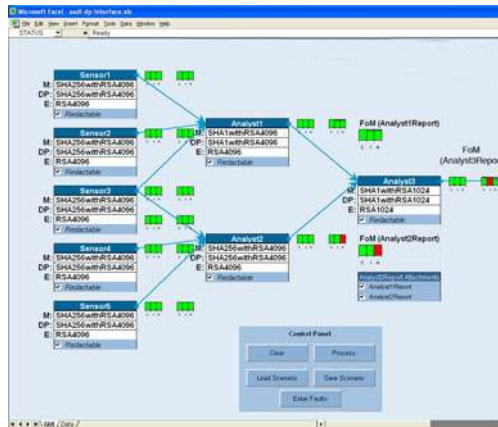 Microsoft Excel - audf-dp-Interface.xls
File Edit View Insert Format Tools Data Window Help
STATUS Ready
Sensor1
M: SHA256withRSA4096
DP: SHA256withRSA4096
E: RSA4096
Redactable
Sensor2
M: SHA256withRSA4096
DP: SHA256withRSA4096
E: RSA4096
Redactable
Sensor3
M: SHA256withRSA4096
DP: SHA256withRSA4096
E: RSA4096
Redactable
Sensor4
M: SHA256withRSA4096
DP: SHA256withRSA4096
E: RSA4096
Redactable
Sensor5
M: SHA256withRSA4096
DP: SHA256withRSA4096
E: RSA4096
Redactable
Analyst1
M: SHA1withRSA4096
DP: SHA1withRSA4096
E: RSA4096
Redactable
Analyst2
M: SHA256withRSA4096
DP: SHA256withRSA4096
E: RSA4096
Redactable
FoM (Analyst1Report)
Analyst3
M: SHA1withRSA1024
DP: SHA1withRSA1024
E: RSA1024
Redactable
FoM (Analyst2Report)
Analyst3Report Attachments
Analyst1Report
Analyst2Report
FoM
(Analyst3Repor
Control Panel
Clear Process
Load Scenario Save Scenario
Enter Faults